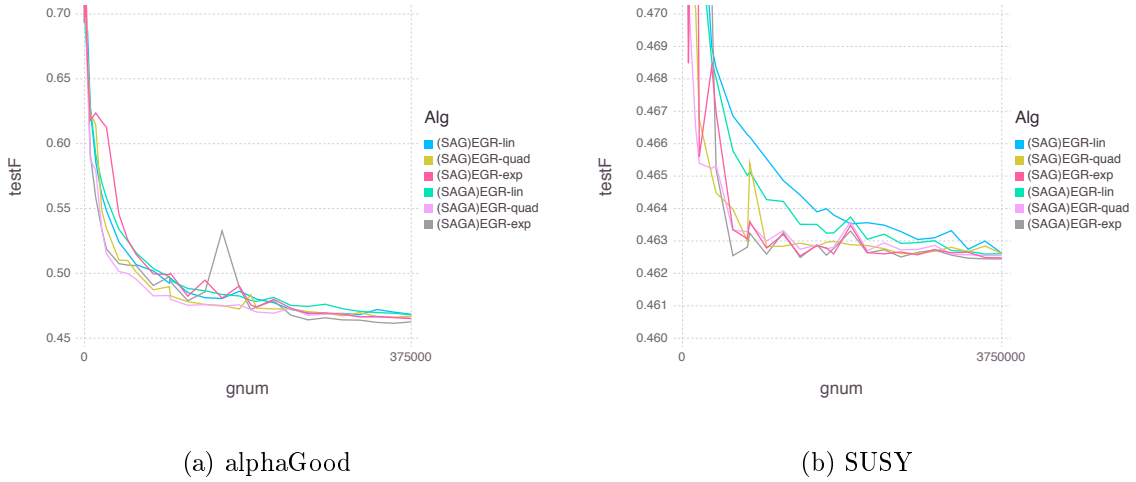 0.70
0.65
0.60
0.55
0.50
0.45
testF
0
375000
gnum
Alg
(SAG)EGR-lin
(SAG)EGR-quad
(SAG)EGR-exp
(SAGA)EGR-lin
(SAGA)EGR-quad
(SAGA)EGR-exp
(a) alphaGood
0.470
0.469
0.468
0.467
0.466
0.465
0.464
0.463
0.462
0.461
0.460
testF
0
3750000
gnum
Alg
(SAG)EGR-lin
(SAG)EGR-quad
(SAG)EGR-exp
(SAGA)EGR-lin
(SAGA)EGR-quad
(SAGA)EGR-exp
(b) SUSY